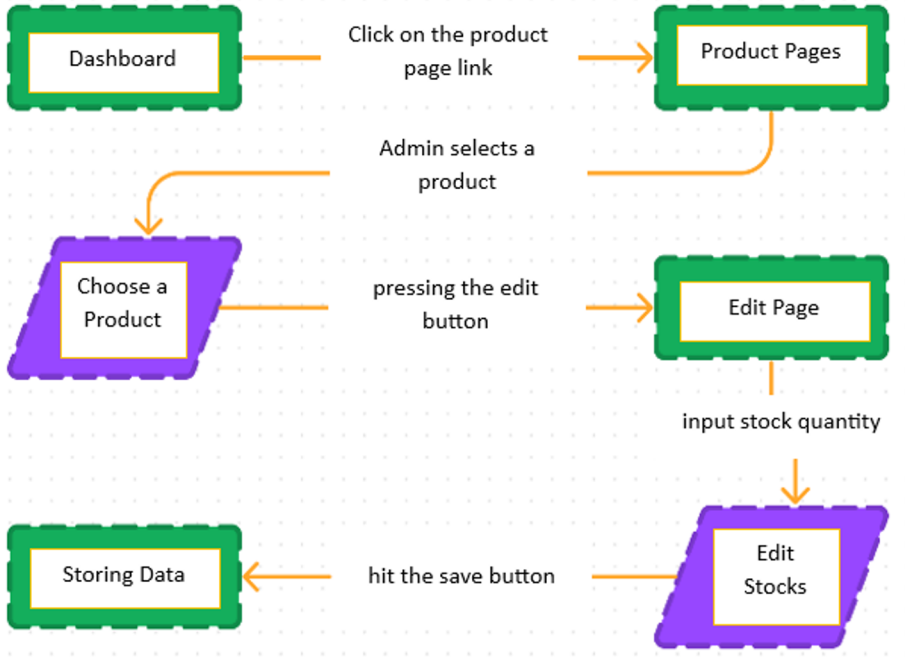 Dashboard
Click on the product
page link
Product Pages
Admin selects a
product
Choose a
Product
pressing the edit
button
Edit Page
input stock quantity
Edit
Stocks
hit the save button
Storing Data